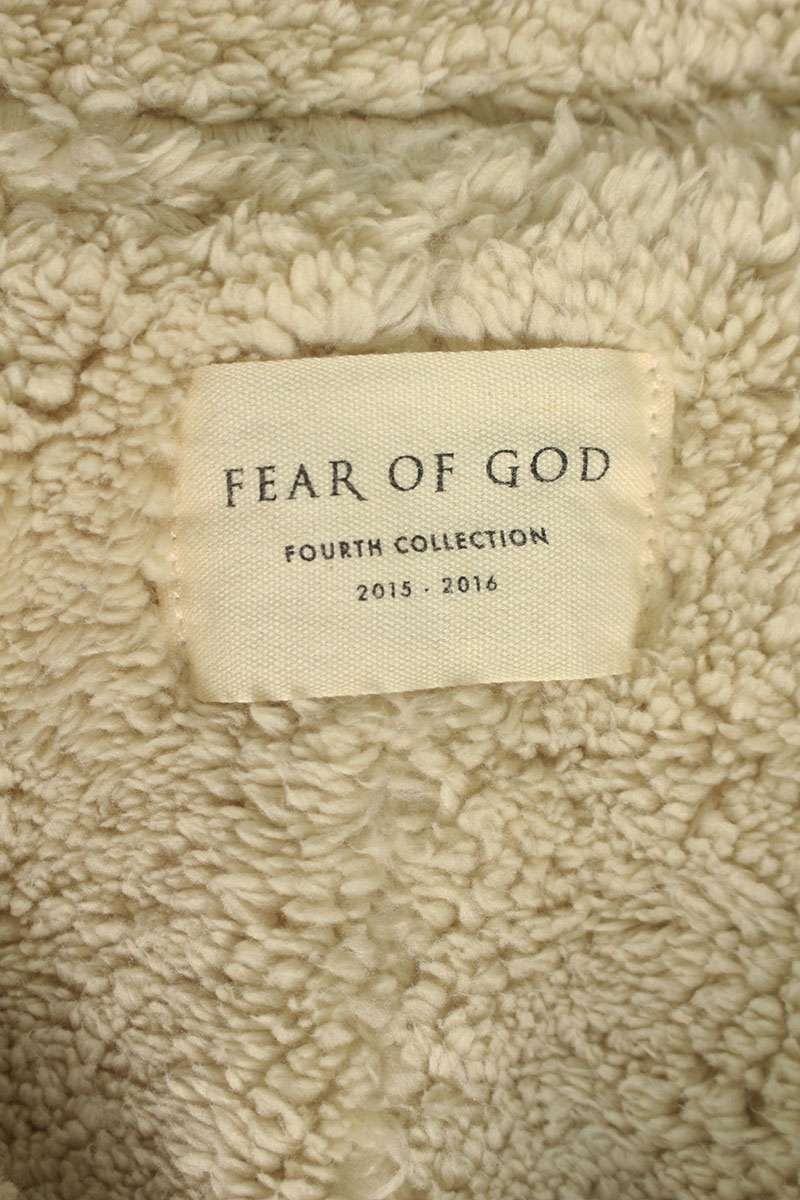 FEAR OF GOD
FOURTH COLLECTION
2015 · 2016